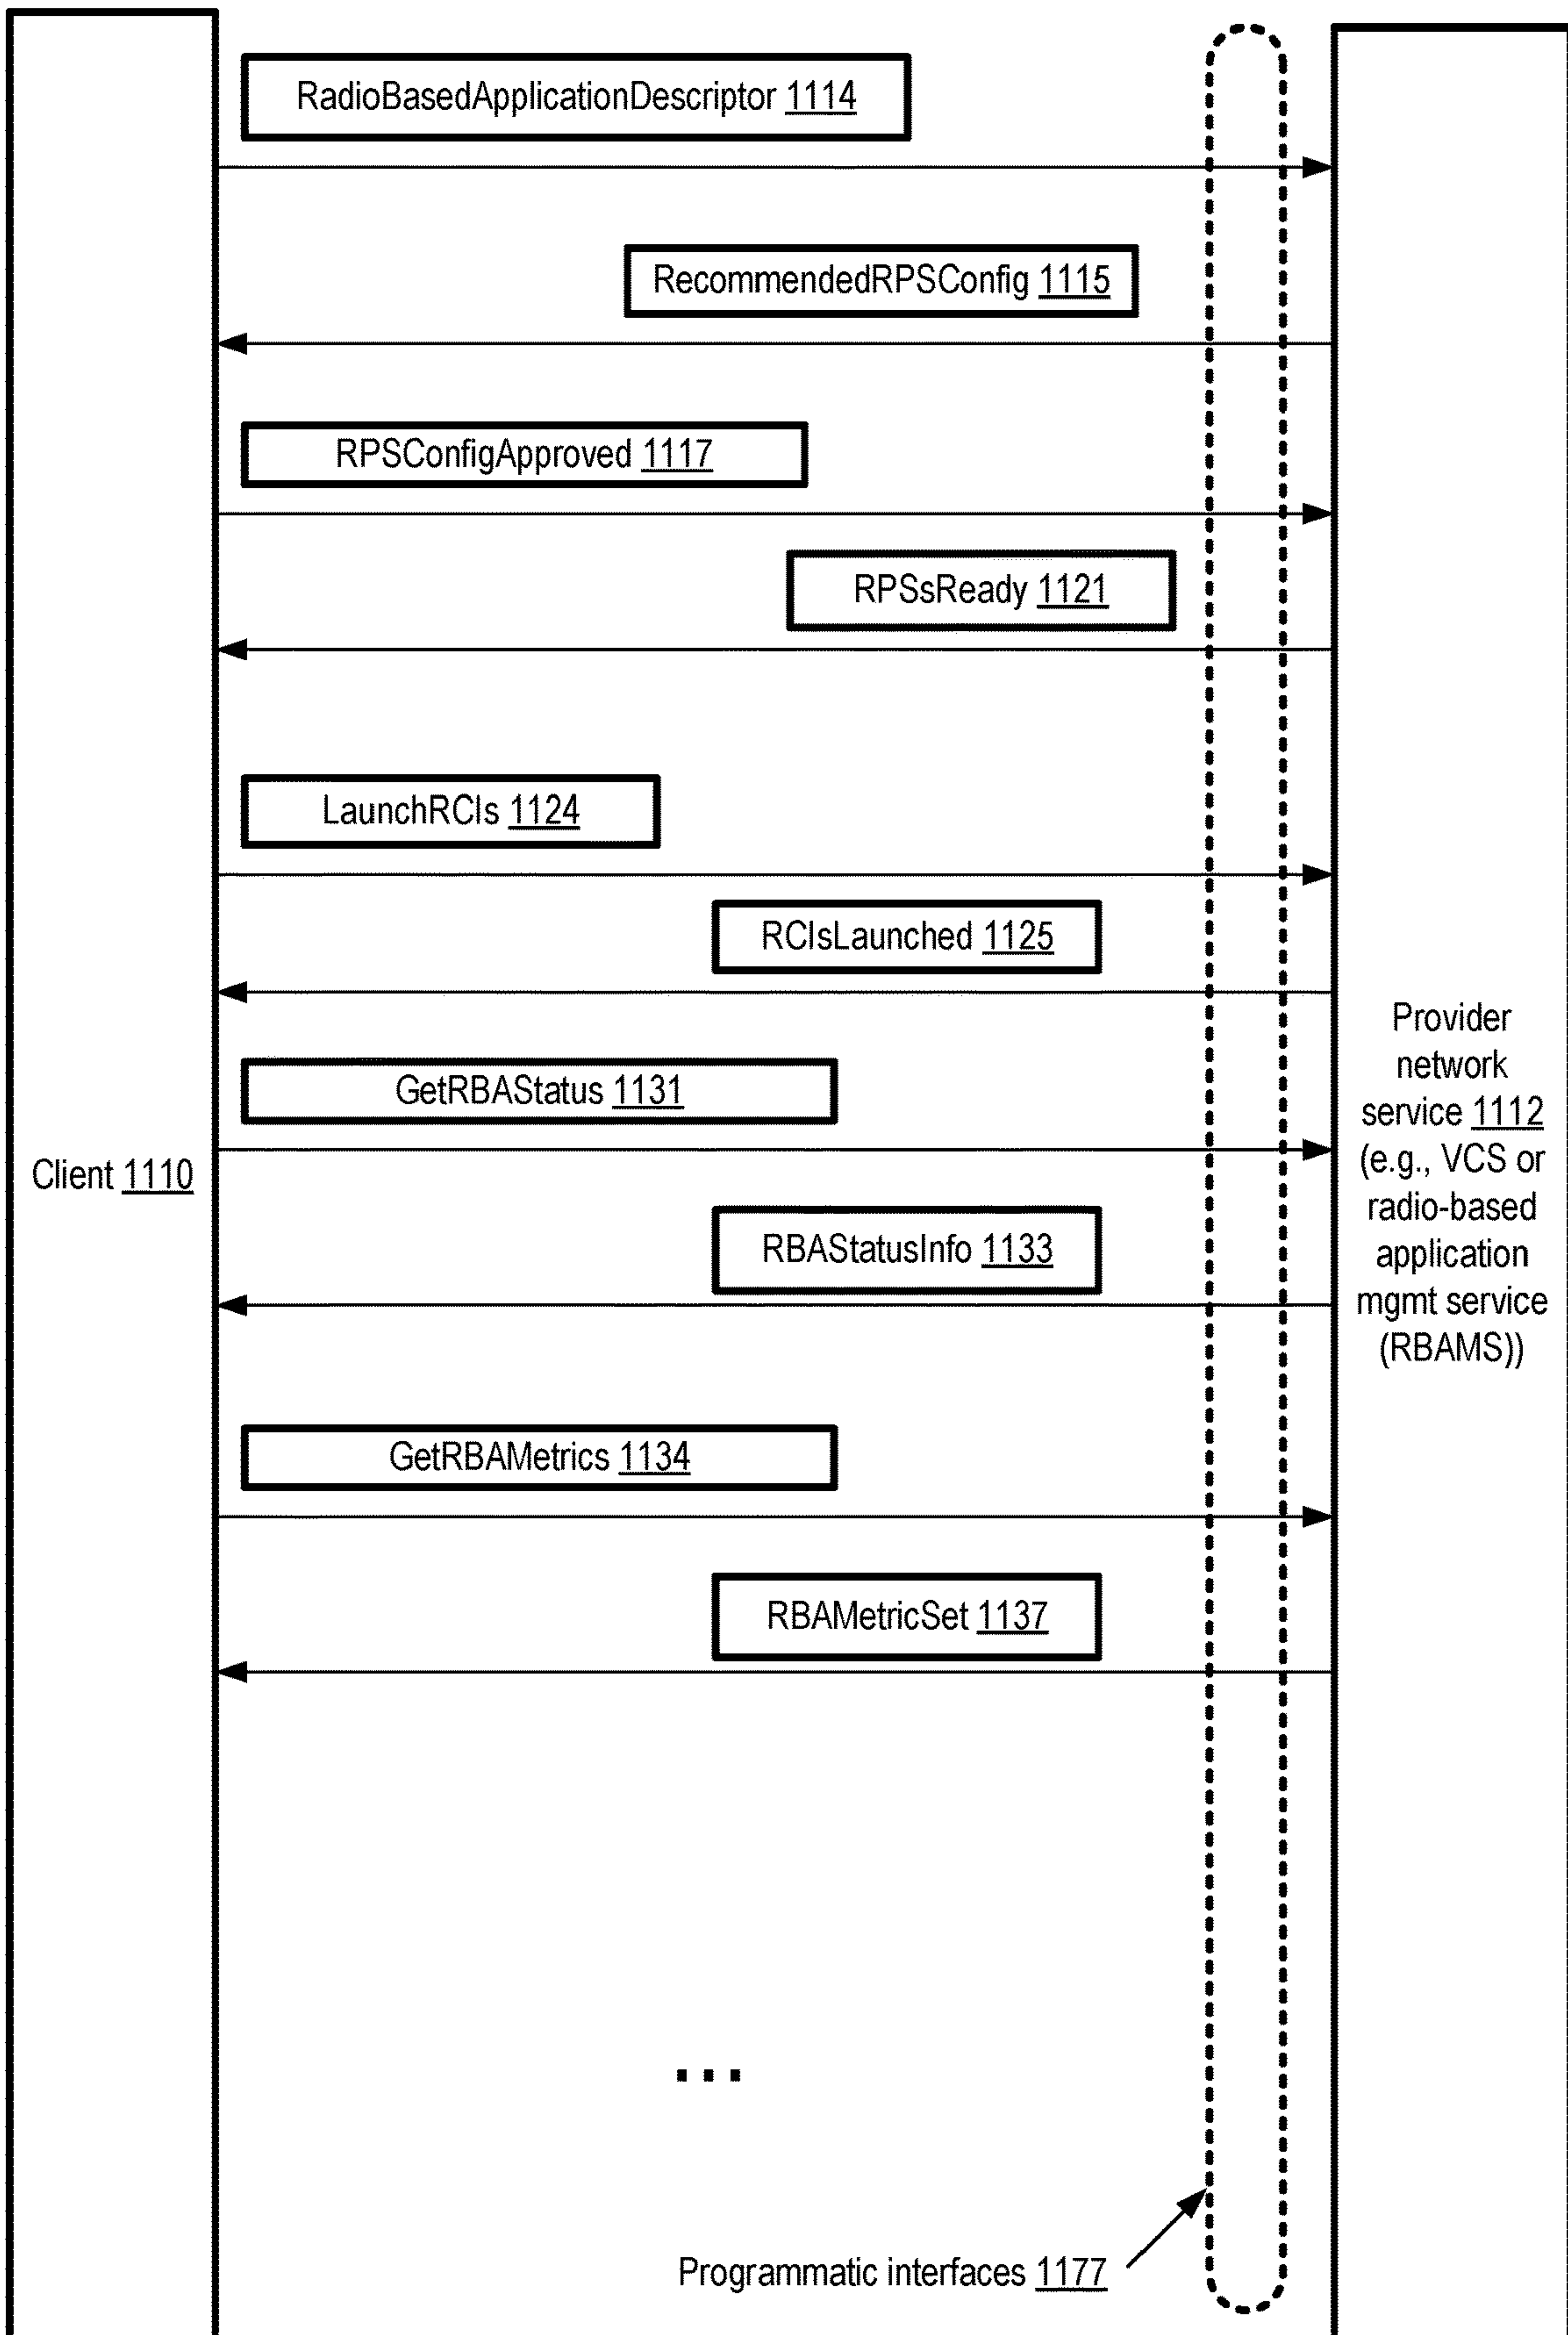 RadioBasedApplicationDescriptor 1114
RecommendedRPSConfig 1115
RPSConfigApproved 1117
RPSsReady 1121
LaunchRCIs 1124
RCIsLaunched 1125
GetRBAStatus 1131
Client 1110
Provider
network
service 1112
(e.g., VCS or
radio-based
application
mgmt service
(RBAMS))
RBAStatusInfo 1133
GetRBAMetrics 1134
RBAMetricSet 1137
...
Programmatic interfaces 1177